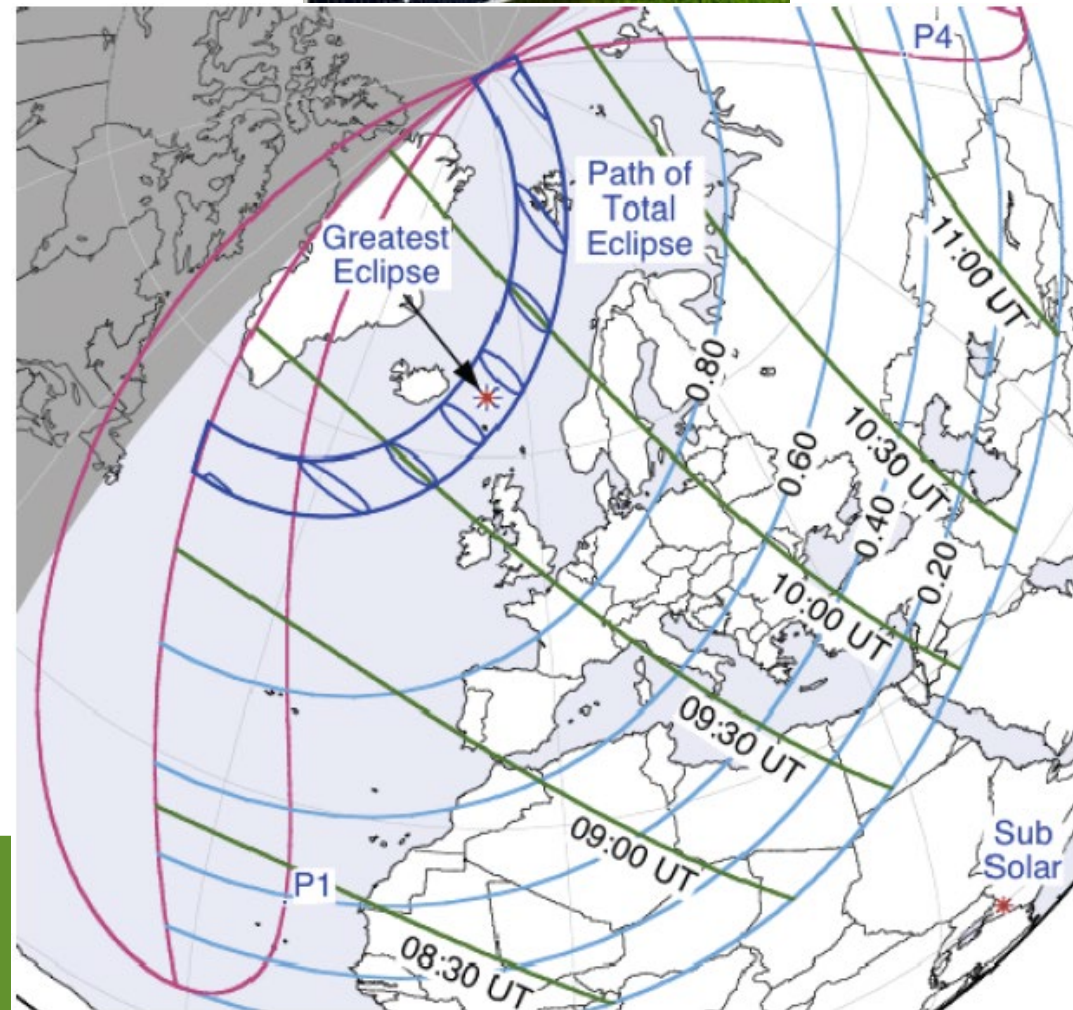 P4
Path of
Total
Eclipse
Greatest
Eclipse
11:00 UT
0.80
10:30 UT
0.60
0.40
0.20
10:00 UT
09:30 UT
09:00 UT
Sub
Solar
P1
08:30 UT